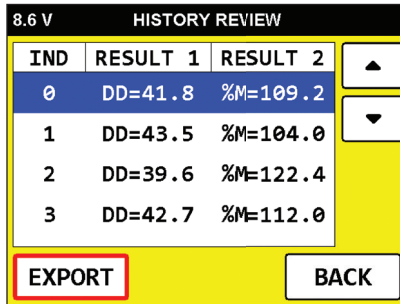 8.6 V HISTORY REVIEW
IND RESULT 1 RESULT 2
0 DD=41.8 %M=109.2
1 DD=43.5 %M=104.0
2 DD=39.6 %M=122.4
3 DD=42.7 %M=112.0
EXPORT BACK